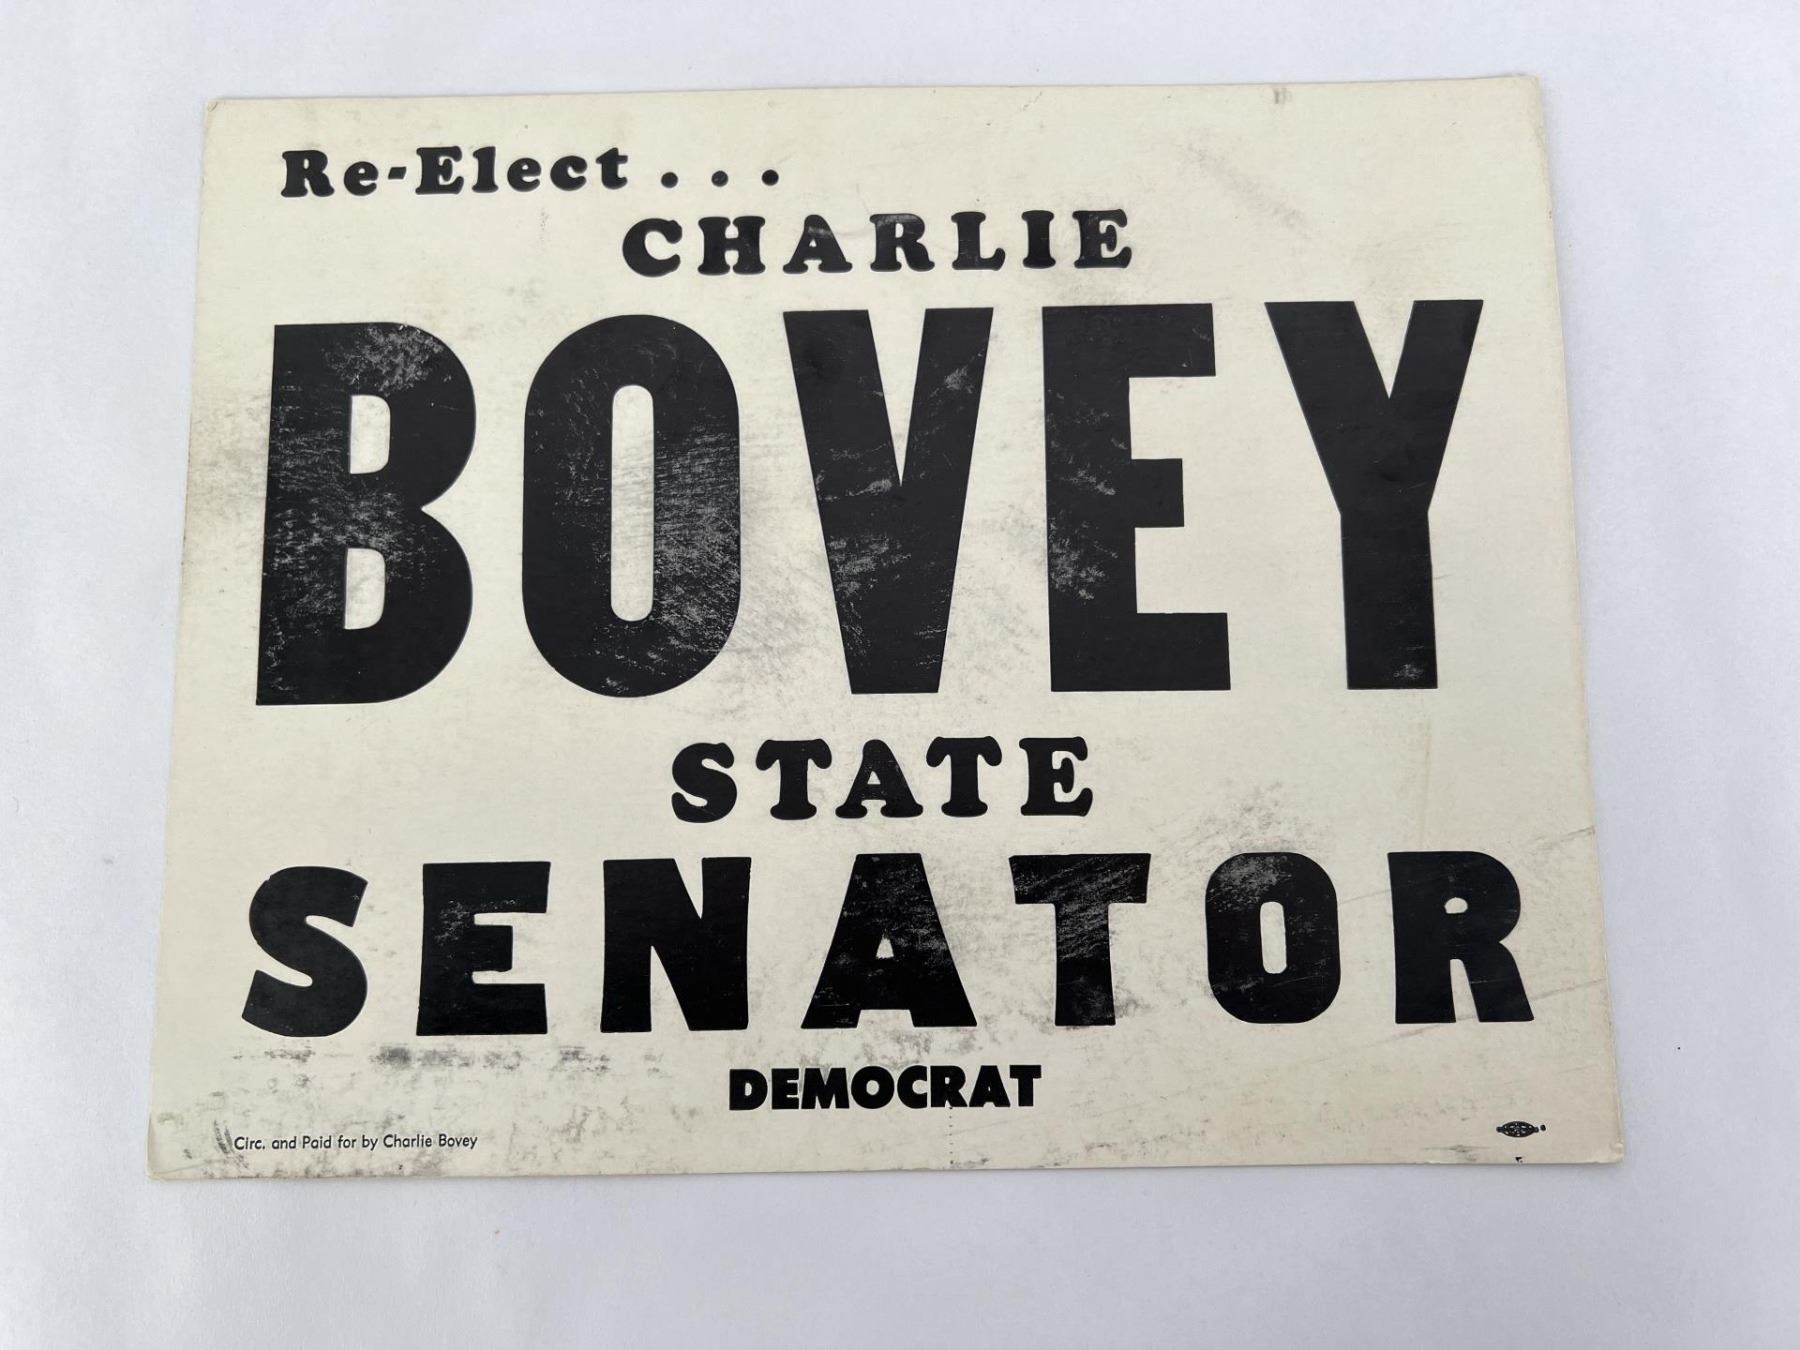 Re-Elect . . .
CHARLIE
BOVEY
STATE
SENATOR
DEMOCRAT
Circ. and Paid for by Charlie Bovey